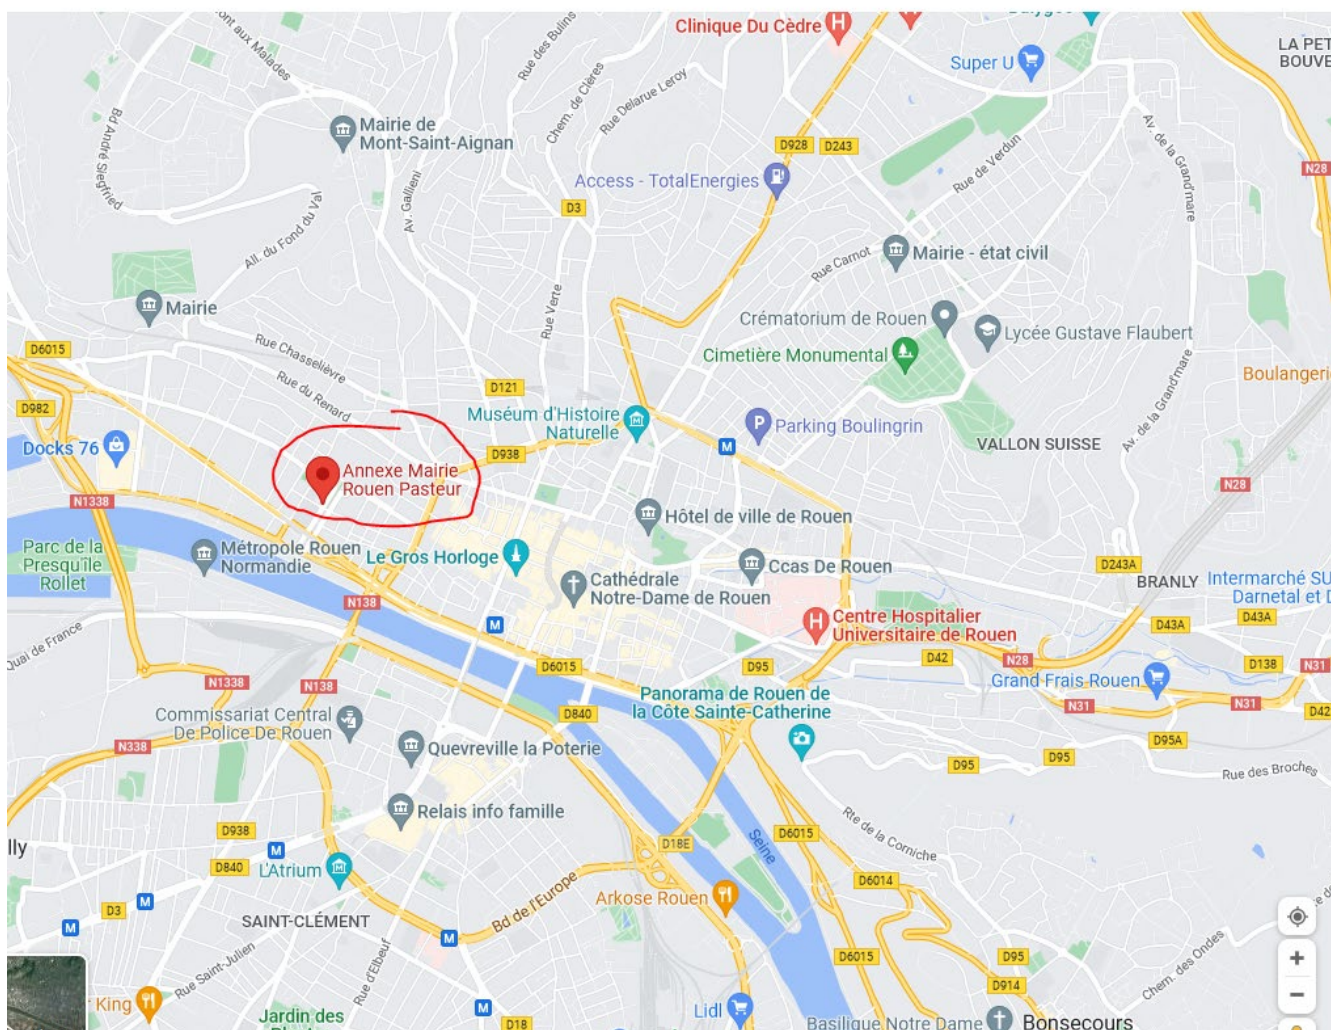 Clinique Du Cèdre
LA PET
BOUVE
Super U
Rue des Bulins
Chem. de Clères
Rue Delarue Leroy
Bd André Siegfried
Mairie de
Mont-Saint-Aignan
D928
D243
Av. de la Grand'mare
N28
Access - TotalEnergies
Rue de Verdun
D3
Av. Gallieni
All. du Fond du Val
Rue Carnot
Mairie - état civil
Mairie
Rue Verte
Crématorium de Rouen
Lycée Gustave Flaubert
D6015
Rue Chasselièvre
Cimetière Monumental
Rue du Renard
D121
Boulangerie
D982
Muséum d'Histoire
Naturelle
P
Parking Boulingrin
Av. de la Grand'mare
Docks 76
M
VALLON SUISSE
D938
Annexe Mairie
Rouen Pasteur
N28
N1338
Hôtel de ville de Rouen
Parc de la
Presqu'île
Rollet
Métropole Rouen
Normandie
Le Gros Horloge
Ccas De Rouen
D243A
Cathédrale
Notre-Dame de Rouen
BRANLY
Intermarché SU
Darnetal et D
N138
H
Centre Hospitalier
Universitaire de Rouen
M
D43A
D43A
Quai de France
D6015
D95
D42
N28
D138
N31
N1338
N138
Panorama de Rouen de
la Côte Sainte-Catherine
Grand Frais Rouen
N31
N31
D42
Commissariat Central
De Police De Rouen
D840
N338
Quevreville la Poterie
D95A
D95
D95
Rue des Broches
Relais info famille
Rte de la Corniche
D938
Seine
D6015
lly
M
D18E
D840
L'Atrium
D6014
Arkose Rouen
Bd de l'Europe
D3
M
SAINT-CLÉMENT
M
M
D6015
D95
Chem. des Ondes
Rue Saint-Julien
Rue d'Elbeuf
D914
King
M
Lidl
Jardin des
D18
Basilique Notre Dame
Bonsecours